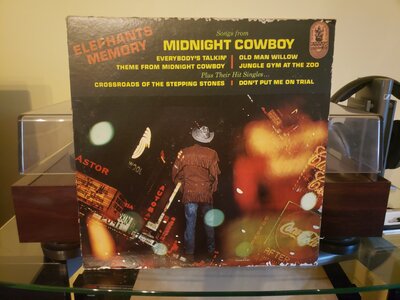 ELEPHANTS
MEMORY
Songs from
MIDNIGHT COWBOY
EVERYBODY'S TALKIN'
THEME FROM MIDNIGHT COWBOY
OLD MAN WILLOW
JUNGLE GYM AT THE ZOO
Plus Their Hit Singles...
CROSSROADS OF THE STEPPING STONES
DON'T PUT ME ON TRIAL
ASTOR